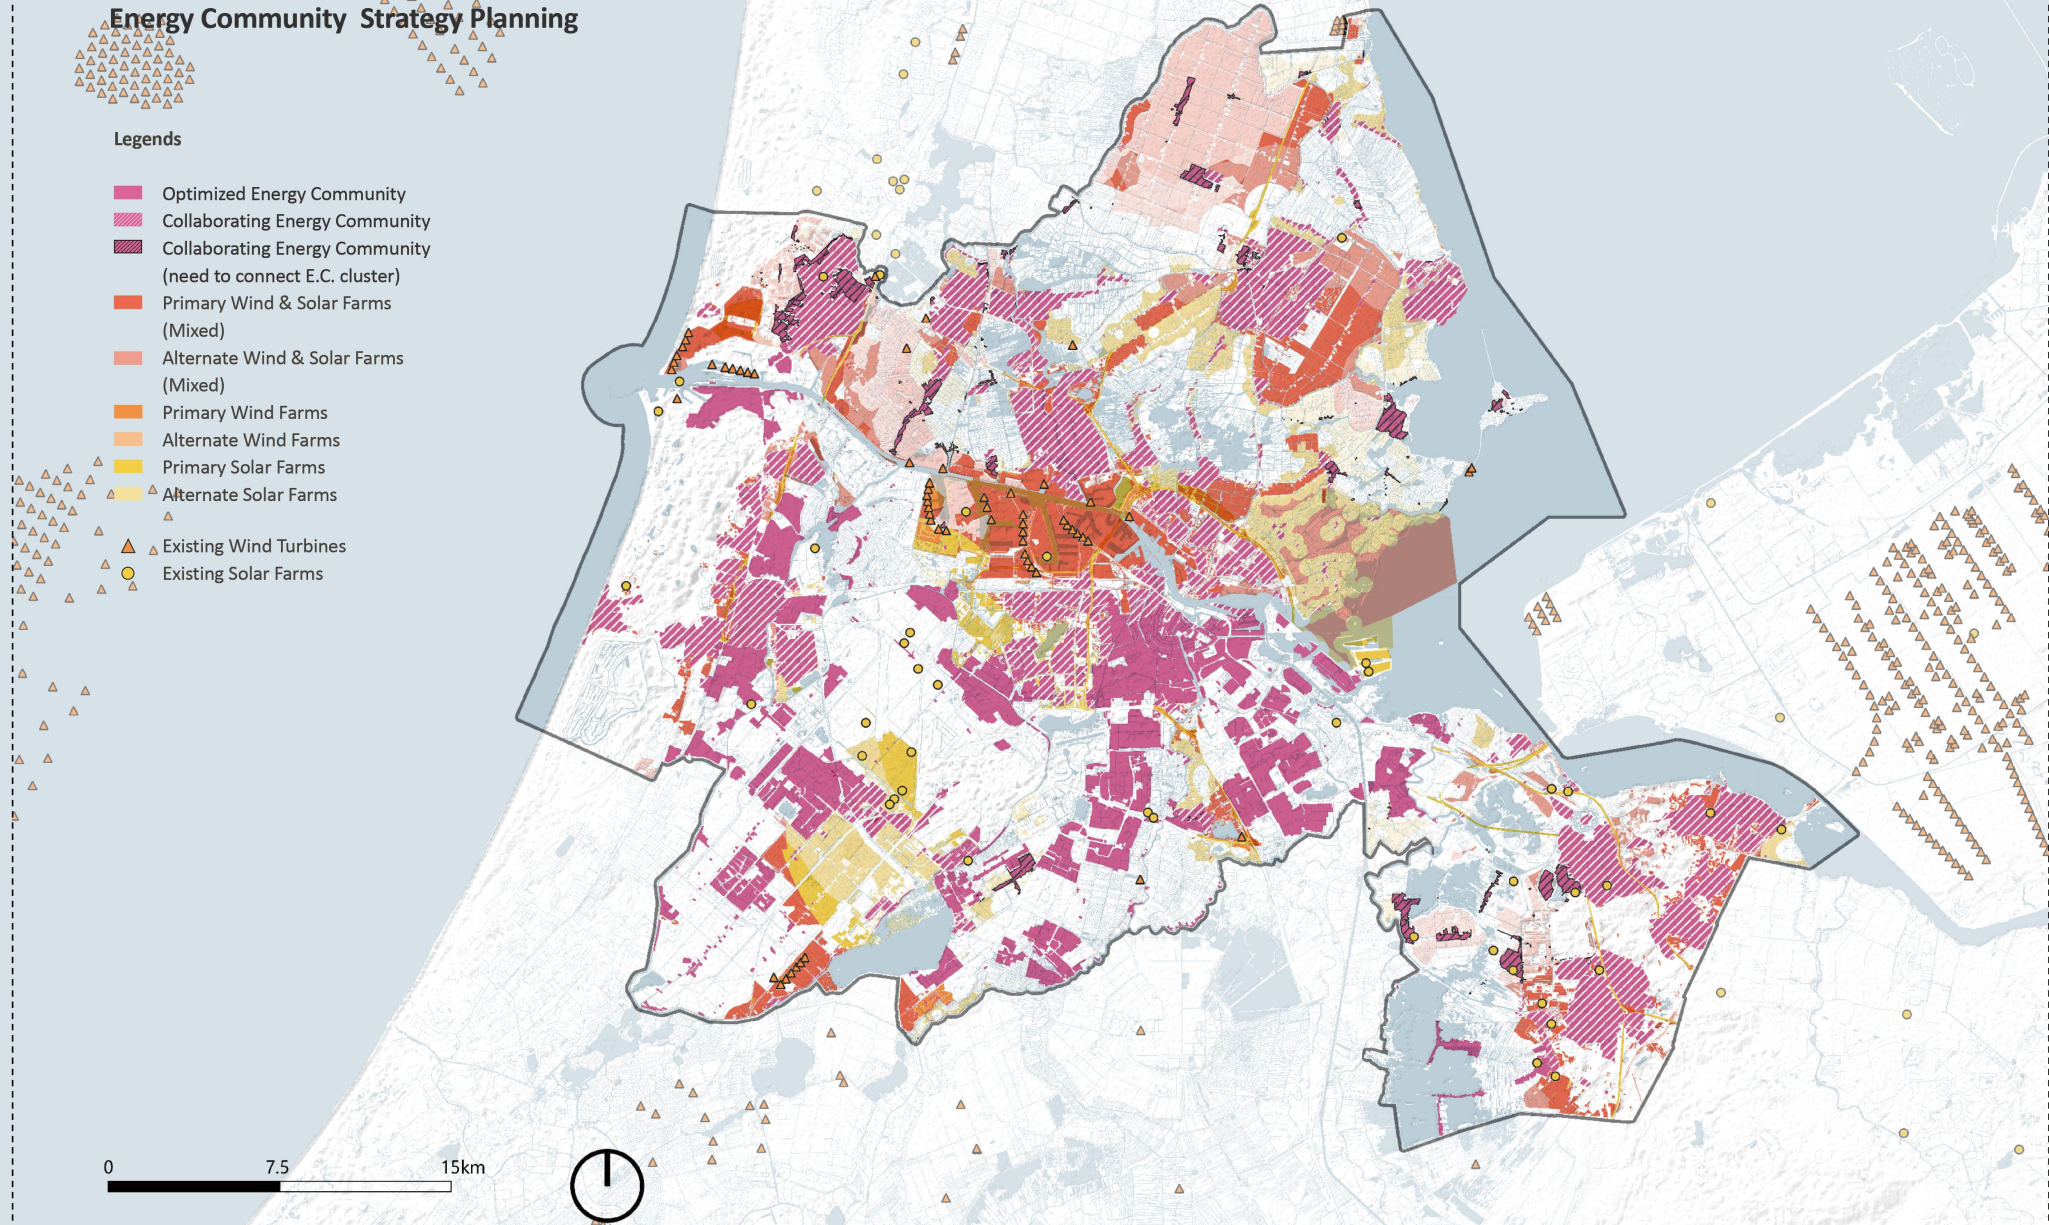 Energy Community  Strategy Planning
Legends
Optimized Energy Community
Collaborating Energy Community
Collaborating Energy Community
(need to connect E.C. cluster)
Primary Wind & Solar Farms
(Mixed)
Alternate Wind & Solar Farms
(Mixed)
Primary Wind Farms
Alternate Wind Farms
Primary Solar Farms
Alternate Solar Farms
Existing Wind Turbines
Existing Solar Farms
0 7.5 15km